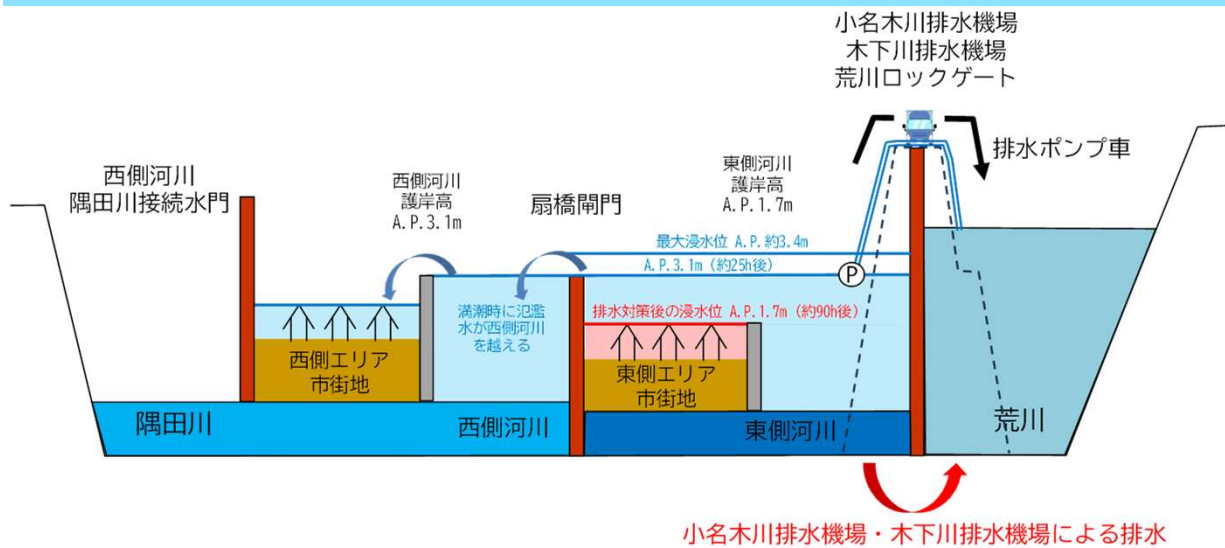 小名木川排水機場
木下川排水機場
荒川ロックゲート
排水ポンプ車
西側河川
隅田川接続水門
西側河川
護岸高
A.P.3.1m
扇橋閘門
東側河川
護岸高
A.P.1.7m
最大浸水位 A.P.約3.4m
A.P.3.1m（約25h後）
P
満潮時に氾濫
水が西側河川
を越える
排水対策後の浸水位 A.P.1.7m（約90h後）
西側エリア
市街地
東側エリア
市街地
隅田川
西側河川
東側河川
荒川
小名木川排水機場・木下川排水機場による排水